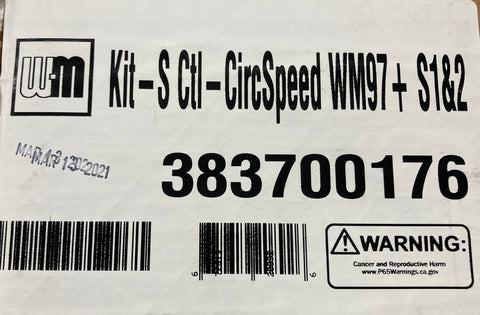 W-M
Kit-S Ctl-CircSpeed WM97+ S1&2
MAR 13 2021
383700176
WARNING:
Cancer and Reproductive Harm
www.P65Warnings.ca.gov